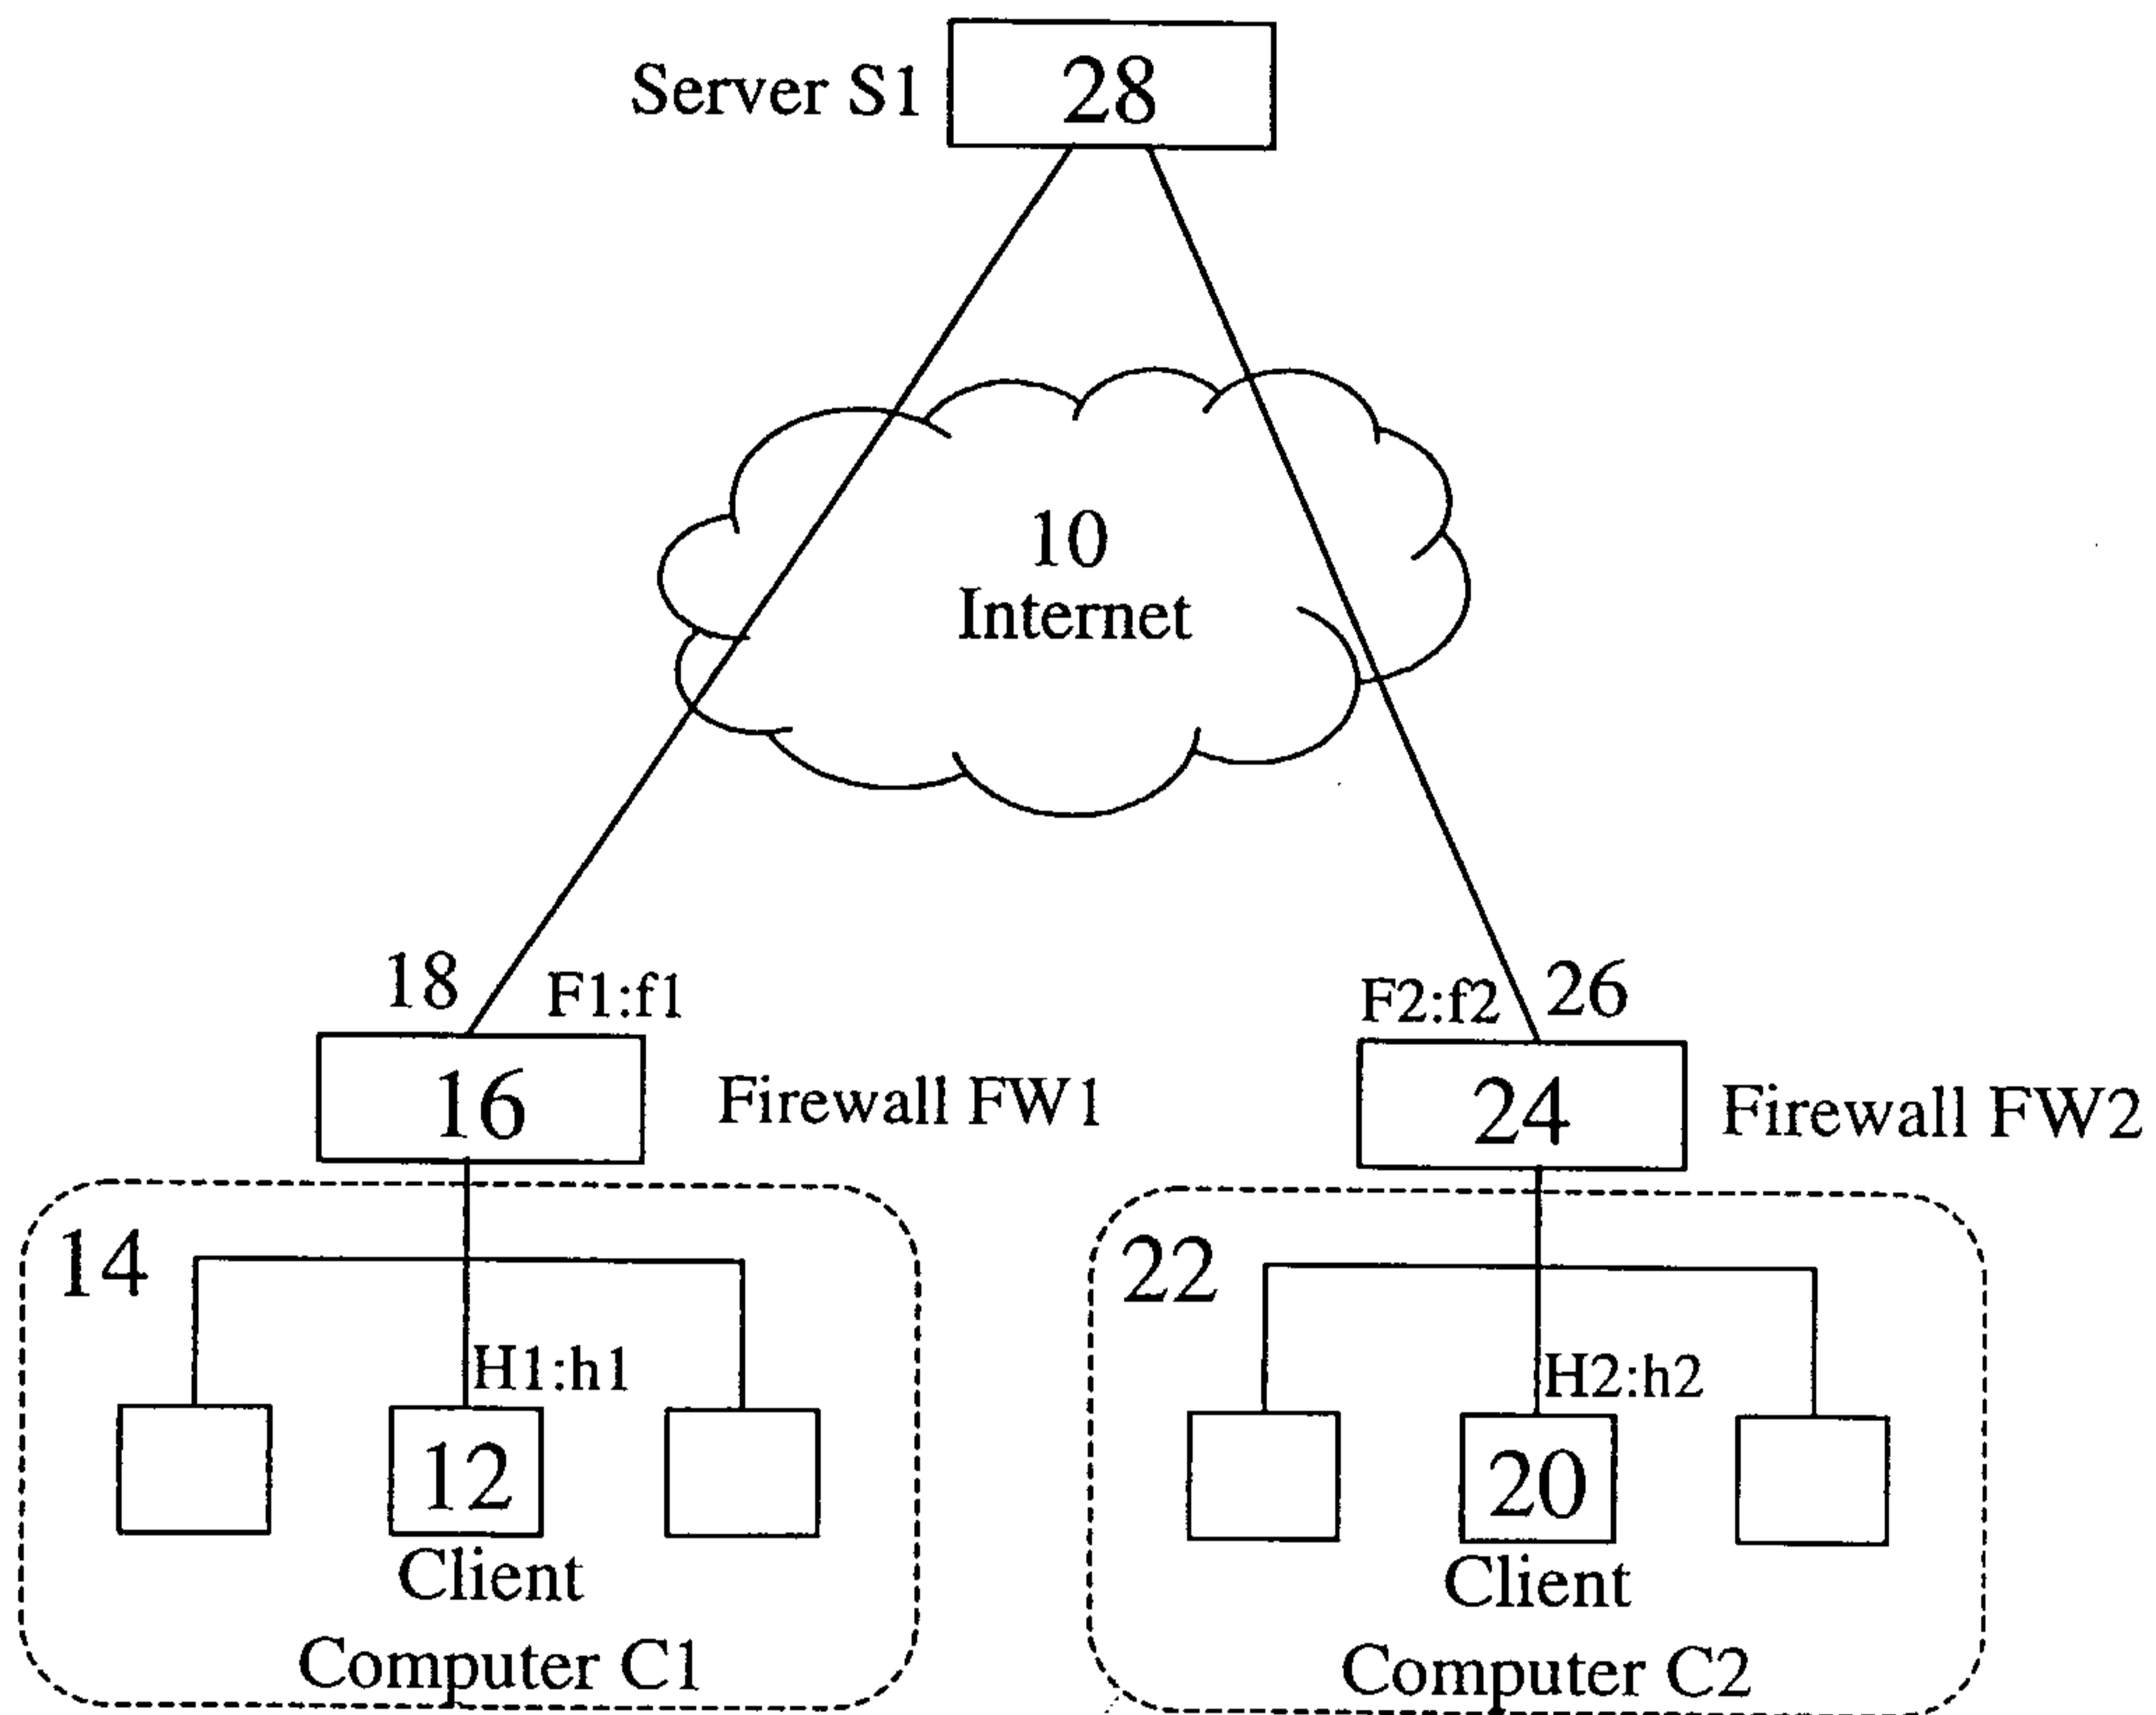 Server S1
28
10
Internet
18
F1:f1
F2:f2
26
16
Firewall FW1
24
Firewall FW2
14
22
H1:h1
H2:h2
12
20
Client
Client
Computer C1
Computer C2